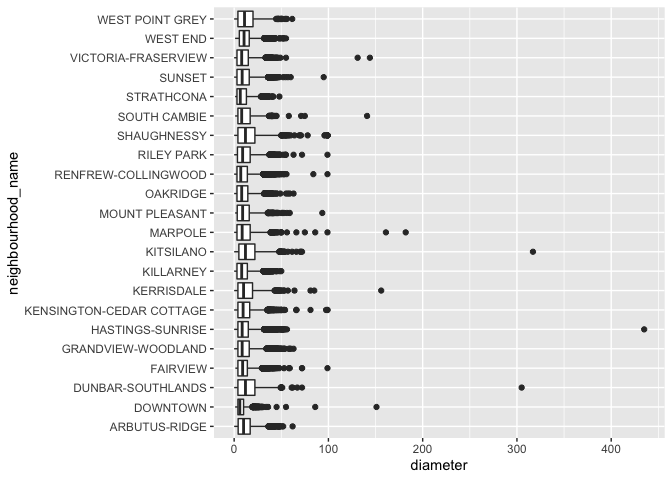 WEST POINT GREY
WEST END
VICTORIA-FRASERVIEW
SUNSET
STRATHCONA
SOUTH CAMBIE
SHAUGHNESSY
RILEY PARK
RENFREW-COLLINGWOOD
OAKRIDGE
MOUNT PLEASANT
MARPOLE
KITSILANO
KILLARNEY
KERRISDALE
KENSINGTON-CEDAR COTTAGE
HASTINGS-SUNRISE
GRANDVIEW-WOODLAND
FAIRVIEW
DUNBAR-SOUTHLANDS
DOWNTOWN
ARBUTUS-RIDGE
neighbourhood_name
0 100 200 300 400
diameter